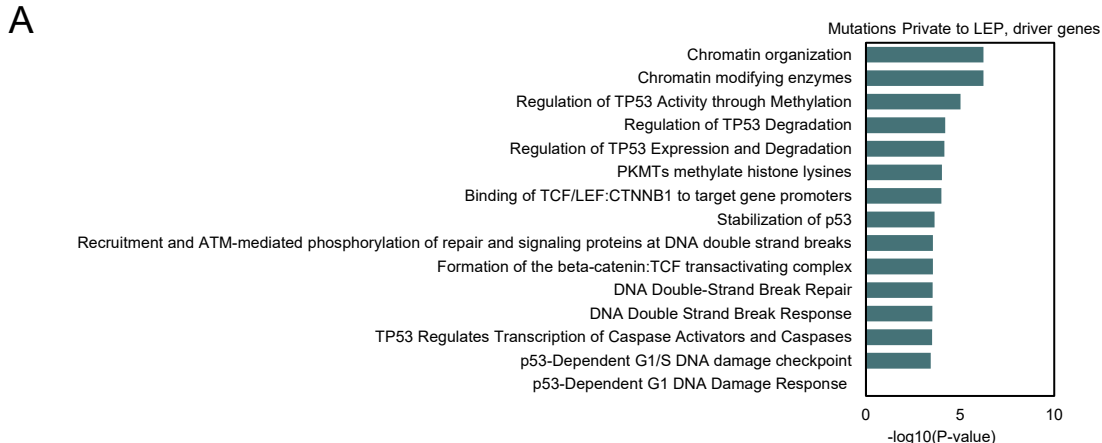 A
Mutations Private to LEP, driver genes
Chromatin organization
Chromatin modifying enzymes
Regulation of TP53 Activity through Methylation
Regulation of TP53 Degradation
Regulation of TP53 Expression and Degradation
PKMTs methylate histone lysines
Binding of TCF/LEF:CTNNB1 to target gene promoters
Stabilization of p53
Recruitment and ATM-mediated phosphorylation of repair and signaling proteins at DNA double strand breaks
Formation of the beta-catenin:TCF transactivating complex
DNA Double-Strand Break Repair
DNA Double Strand Break Response
TP53 Regulates Transcription of Caspase Activators and Caspases
p53-Dependent G1/S DNA damage checkpoint
p53-Dependent G1 DNA Damage Response
0 5 10
-log10(P-value)